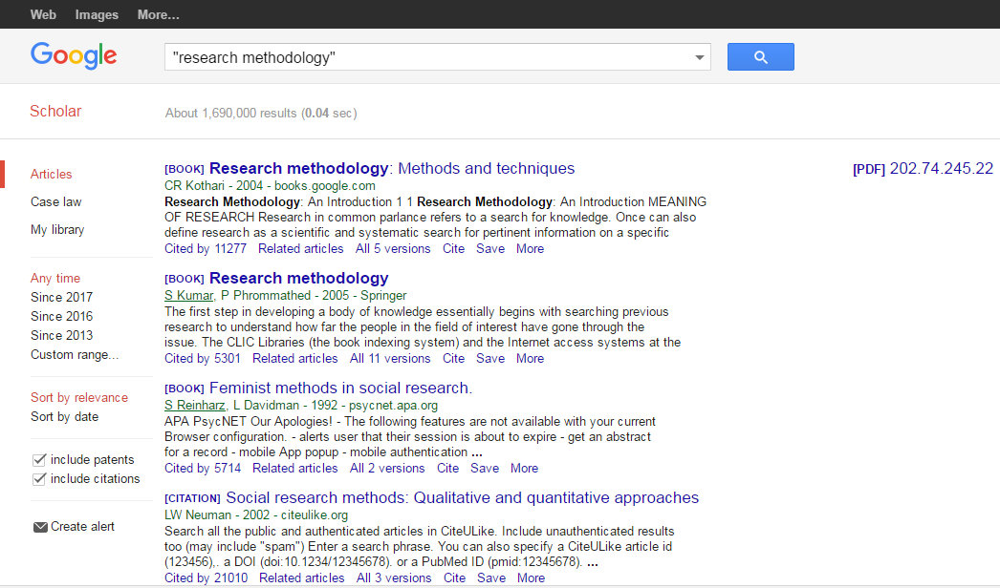 Web Images More...
Google
"research methodology"
Scholar
About 1,690,000 results (0.04 sec)
Articles
Case law
My library
Any time
Since 2017
Since 2016
Since 2013
Custom range...
Sort by relevance
Sort by date
include patents
include citations
Create alert
[BOOK] Research methodology: Methods and techniques
CR Kothari - 2004 - books.google.com
Research Methodology: An Introduction 1 1 Research Methodology: An Introduction MEANING
OF RESEARCH Research in common parlance refers to a search for knowledge. Once can also
define research as a scientific and systematic search for pertinent information on a specific
Cited by 11277 Related articles All 5 versions Cite Save More
[PDF] 202.74.245.22
[BOOK] Research methodology
S Kumar, P Phrommathed - 2005 - Springer
The first step in developing a body of knowledge essentially begins with searching previous
research to understand how far the people in the field of interest have gone through the
issue. The CLIC Libraries (the book indexing system) and the Internet access systems at the
Cited by 5301 Related articles All 11 versions Cite Save More
[BOOK] Feminist methods in social research.
S Reinharz, L Davidman - 1992 - psycnet.apa.org
APA PsycNET Our Apologies! - The following features are not available with your current
Browser configuration. - alerts user that their session is about to expire - get an abstract
for a record - mobile App popup - mobile authentication ...
Cited by 5714 Related articles All 2 versions Cite Save More
[CITATION] Social research methods: Qualitative and quantitative approaches
LW Neuman - 2002 - citeulike.org
Search all the public and authenticated articles in CiteULike. Include unauthenticated results
too (may include "spam") Enter a search phrase. You can also specify a CiteULike article id
(123456),. a DOI (doi:10.1234/12345678). or a PubMed ID (pmid:12345678). ...
Cited by 21010 Related articles All 3 versions Cite Save More